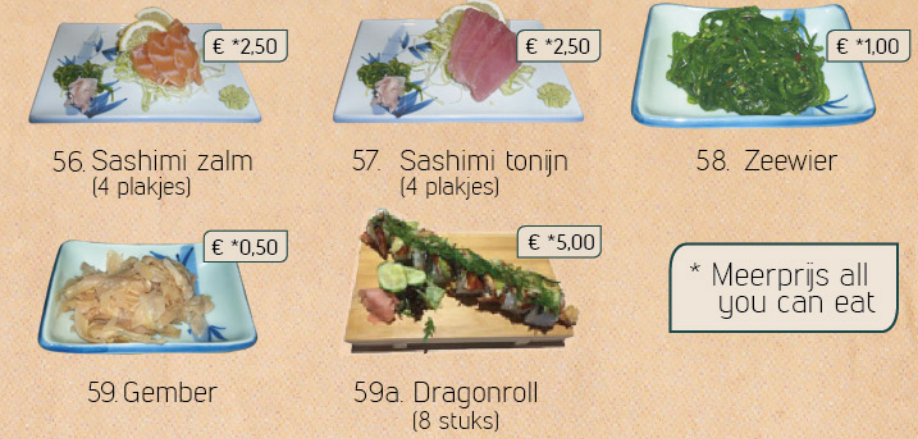 € *2,50
€ *2,50
€ *1,00
56. Sashimi zalm
(4 plakjes)
57. Sashimi tonijn
(4 plakjes)
58. Zeewier
€ *0,50
€ *5,00
* Meerprijs all
you can eat
59. Gember
59a. Dragonroll
(8 stuks)